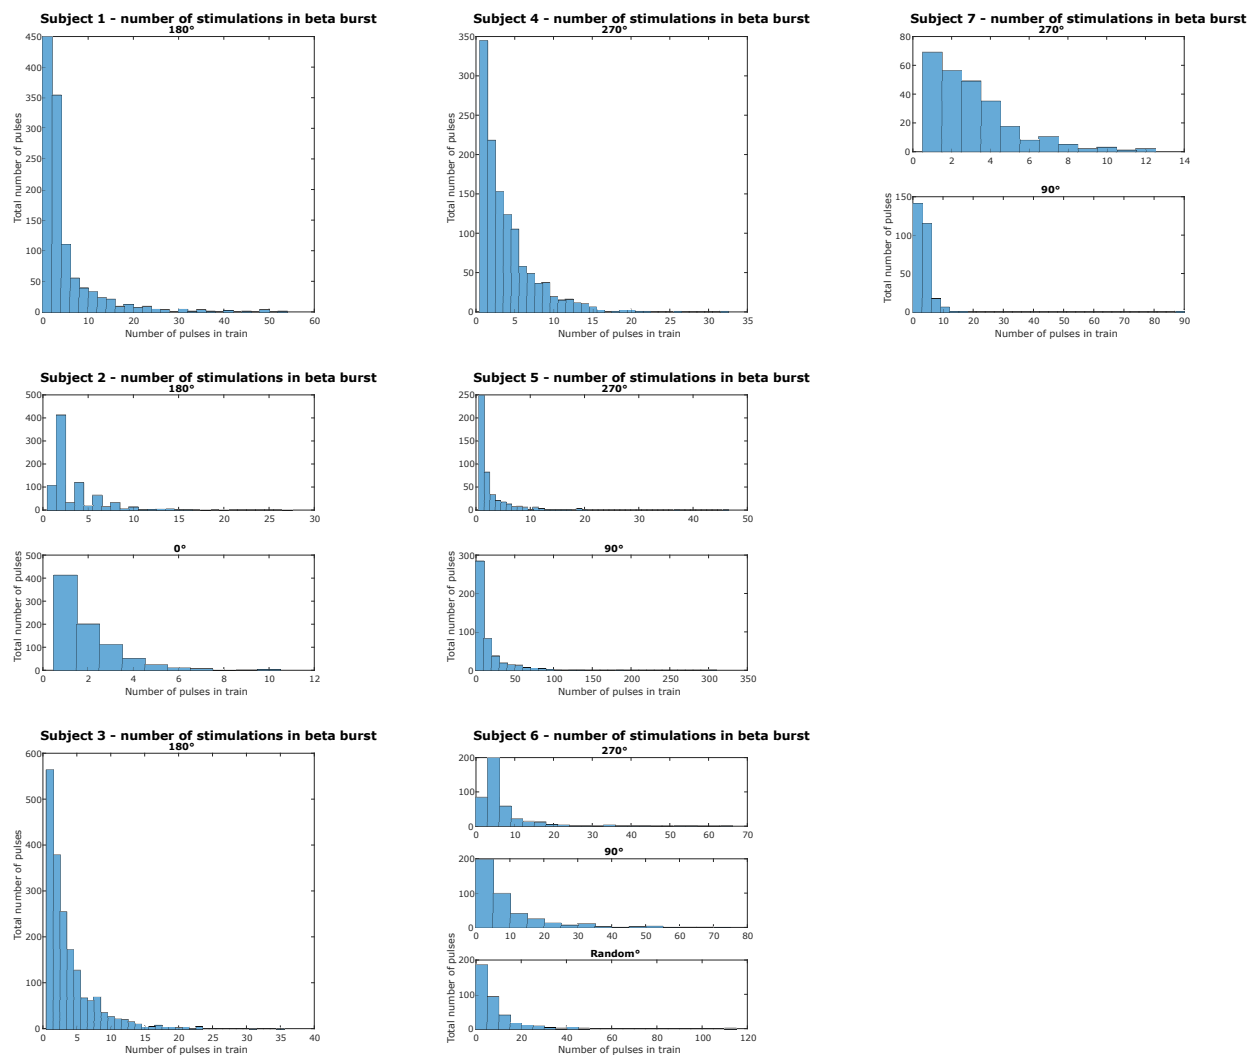 Subject 1 - number of stimulations in beta burst
180°
450
400
350
300
250
200
150
100
50
0
Total number of pulses
0 10 20 30 40 50 60
Number of pulses in train
Subject 4 - number of stimulations in beta burst
270°
350
300
250
200
150
100
50
0
Total number of pulses
0 5 10 15 20 25 30 35
Number of pulses in train
Subject 7 - number of stimulations in beta burst
270°
80
60
40
20
0
0 2 4 6 8 10 12 14
90°
150
100
50
0
Total number of pulses
0 10 20 30 40 50 60 70 80 90
Number of pulses in train
Subject 2 - number of stimulations in beta burst
180°
500
400
300
200
100
0
0 5 10 15 20 25 30
0°
500
400
300
200
100
0
Total number of pulses
0 2 4 6 8 10 12
Number of pulses in train
Subject 5 - number of stimulations in beta burst
270°
250
200
150
100
50
0
0 10 20 30 40 50
90°
300
200
100
0
Total number of pulses
0 50 100 150 200 250 300 350
Number of pulses in train
Subject 3 - number of stimulations in beta burst
180°
600
500
400
300
200
100
0
Total number of pulses
0 5 10 15 20 25 30 35 40
Number of pulses in train
Subject 6 - number of stimulations in beta burst
270°
200
100
0
0 10 20 30 40 50 60 70
90°
200
100
0
0 10 20 30 40 50 60 70 80
Random°
200
100
0
Total number of pulses
0 20 40 60 80 100 120
Number of pulses in train